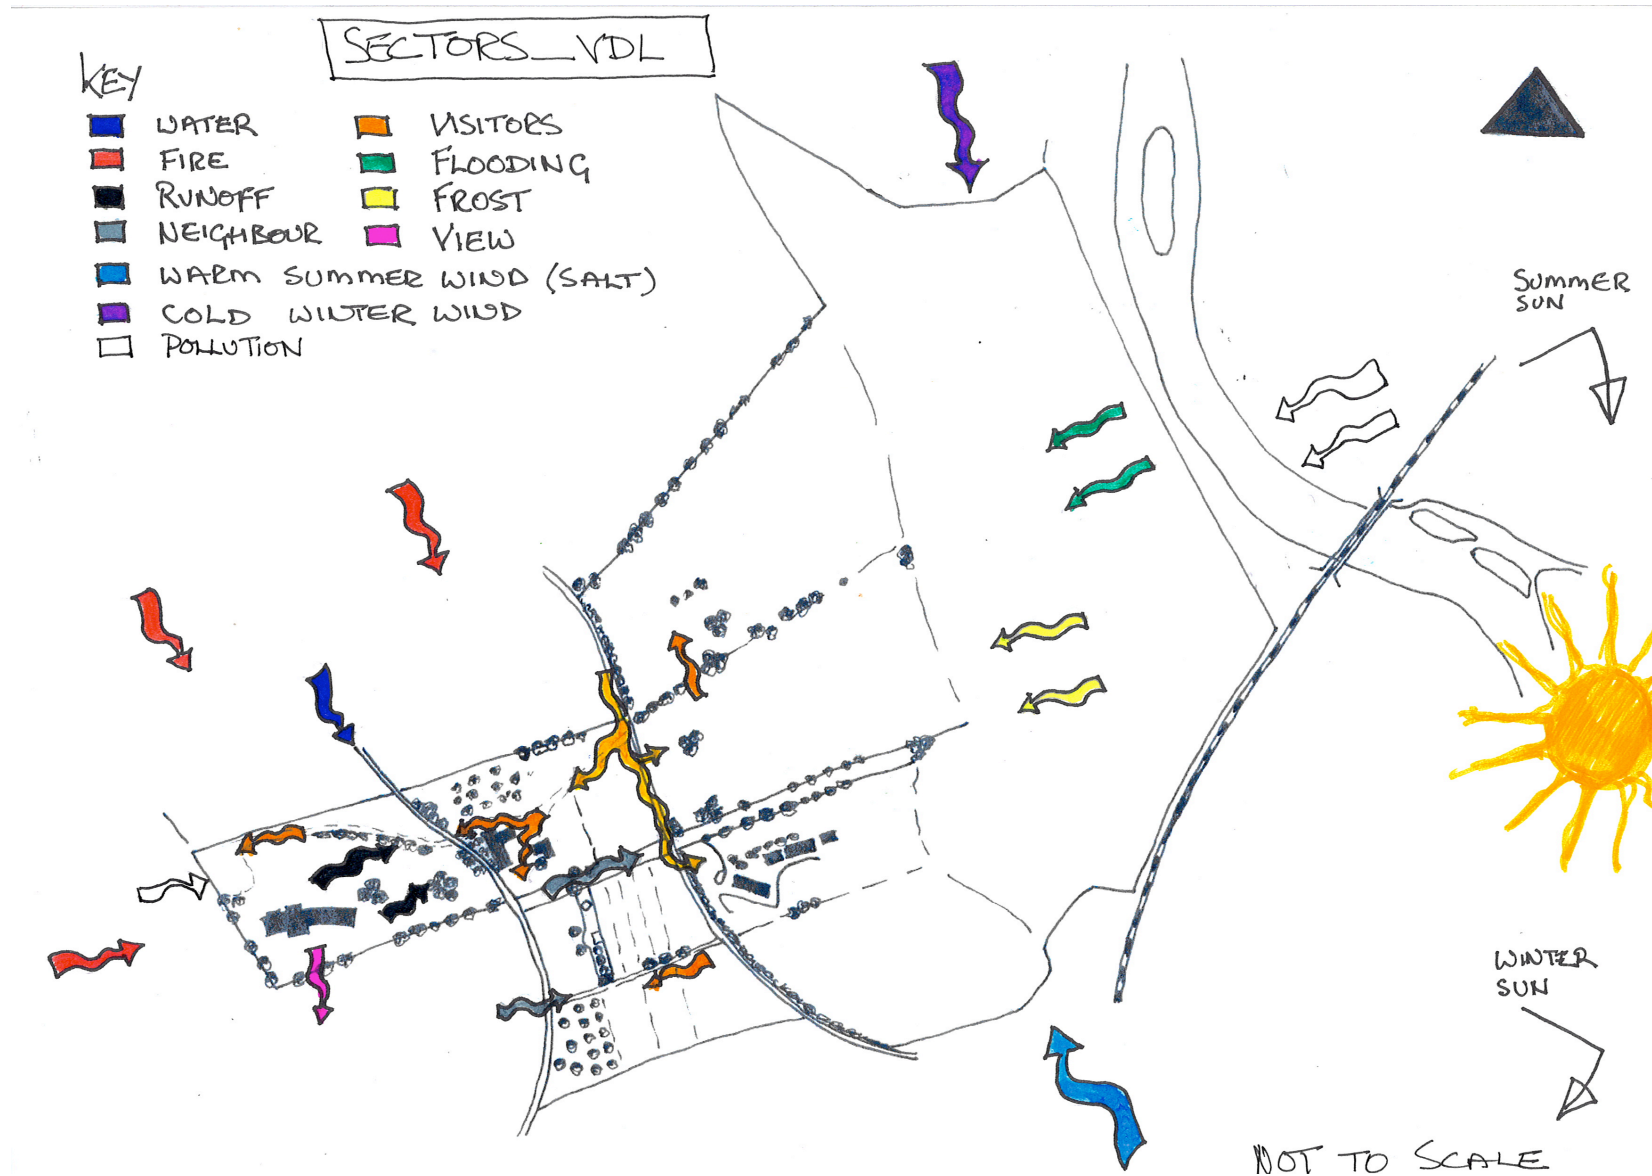 SECTORS_VDL
KEY
WATER
FIRE
RUNOFF
NEIGHBOUR
WARM SUMMER WIND (SALT)
COLD WINTER WIND
POLLUTION
VISITORS
FLOODING
FROST
VIEW
SUMMER
SUN
WINTER
SUN
NOT TO SCALE